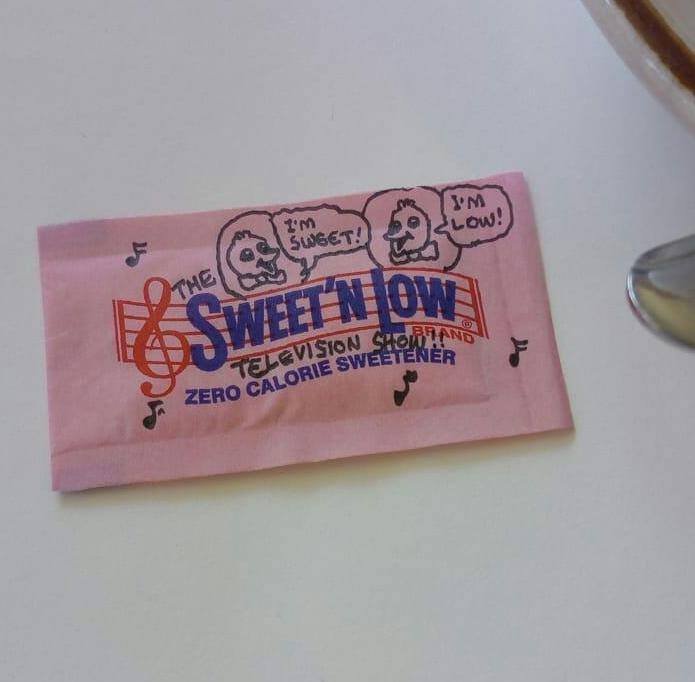 I'M
SWEET!
I'M
LOW!
THE
SWEET'N LOW
®
BRAND
TELEVISION SHOW!!
ZERO CALORIE SWEETENER